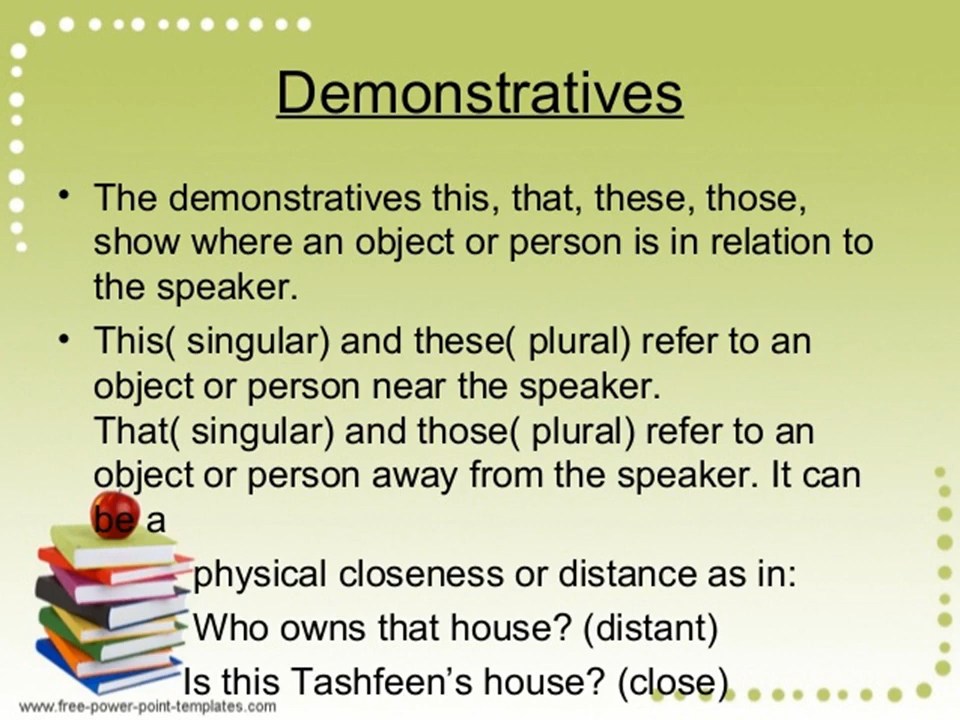 Demonstratives
• The demonstratives this, that, these, those,
show where an object or person is in relation to
the speaker.
• This( singular) and these( plural) refer to an
object or person near the speaker.
That( singular) and those( plural) refer to an
object or person away from the speaker. It can
be a
physical closeness or distance as in:
Who owns that house? (distant)
Is this Tashfeen’s house? (close)
www.free-power-point-templates.com